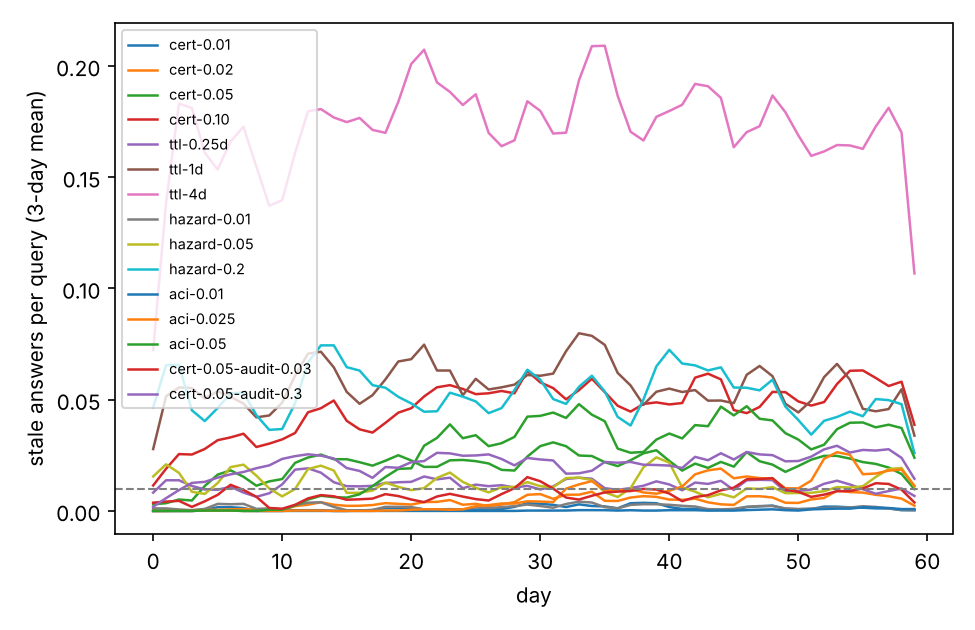 stale answers per query (3-day mean)
0.20
0.15
0.10
0.05
0.00
cert-0.01
cert-0.02
cert-0.05
cert-0.10
ttl-0.25d
ttl-1d
ttl-4d
hazard-0.01
hazard-0.05
hazard-0.2
aci-0.01
aci-0.025
aci-0.05
cert-0.05-audit-0.03
cert-0.05-audit-0.3
0 10 20 30 40 50 60
day